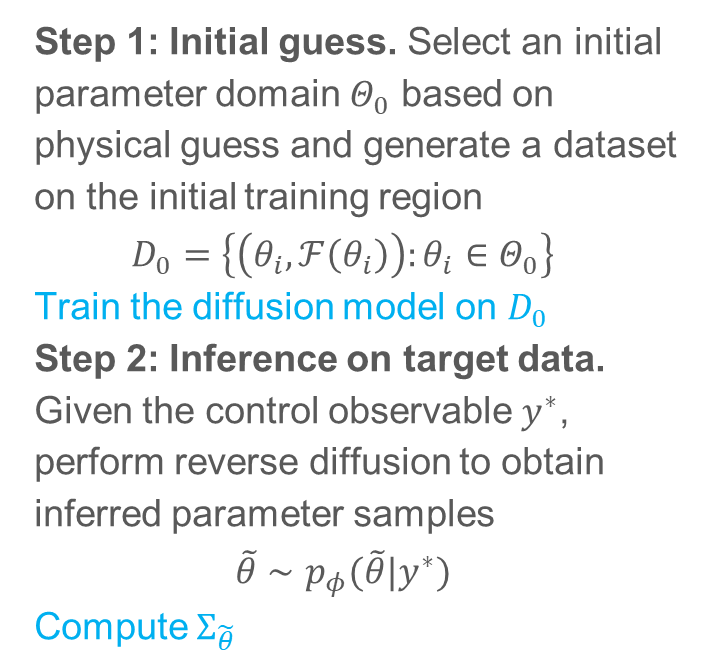 Step 1: Initial guess. Select an initial
parameter domain Θ₀ based on
physical guess and generate a dataset
on the initial training region
D₀ = {(θᵢ, ℱ(θᵢ)): θᵢ ∈ Θ₀}
Train the diffusion model on D₀
Step 2: Inference on target data.
Given the control observable y*,
perform reverse diffusion to obtain
inferred parameter samples
θ̃ ~ p_ϕ(θ̃|y*)
Compute Σ_θ̃